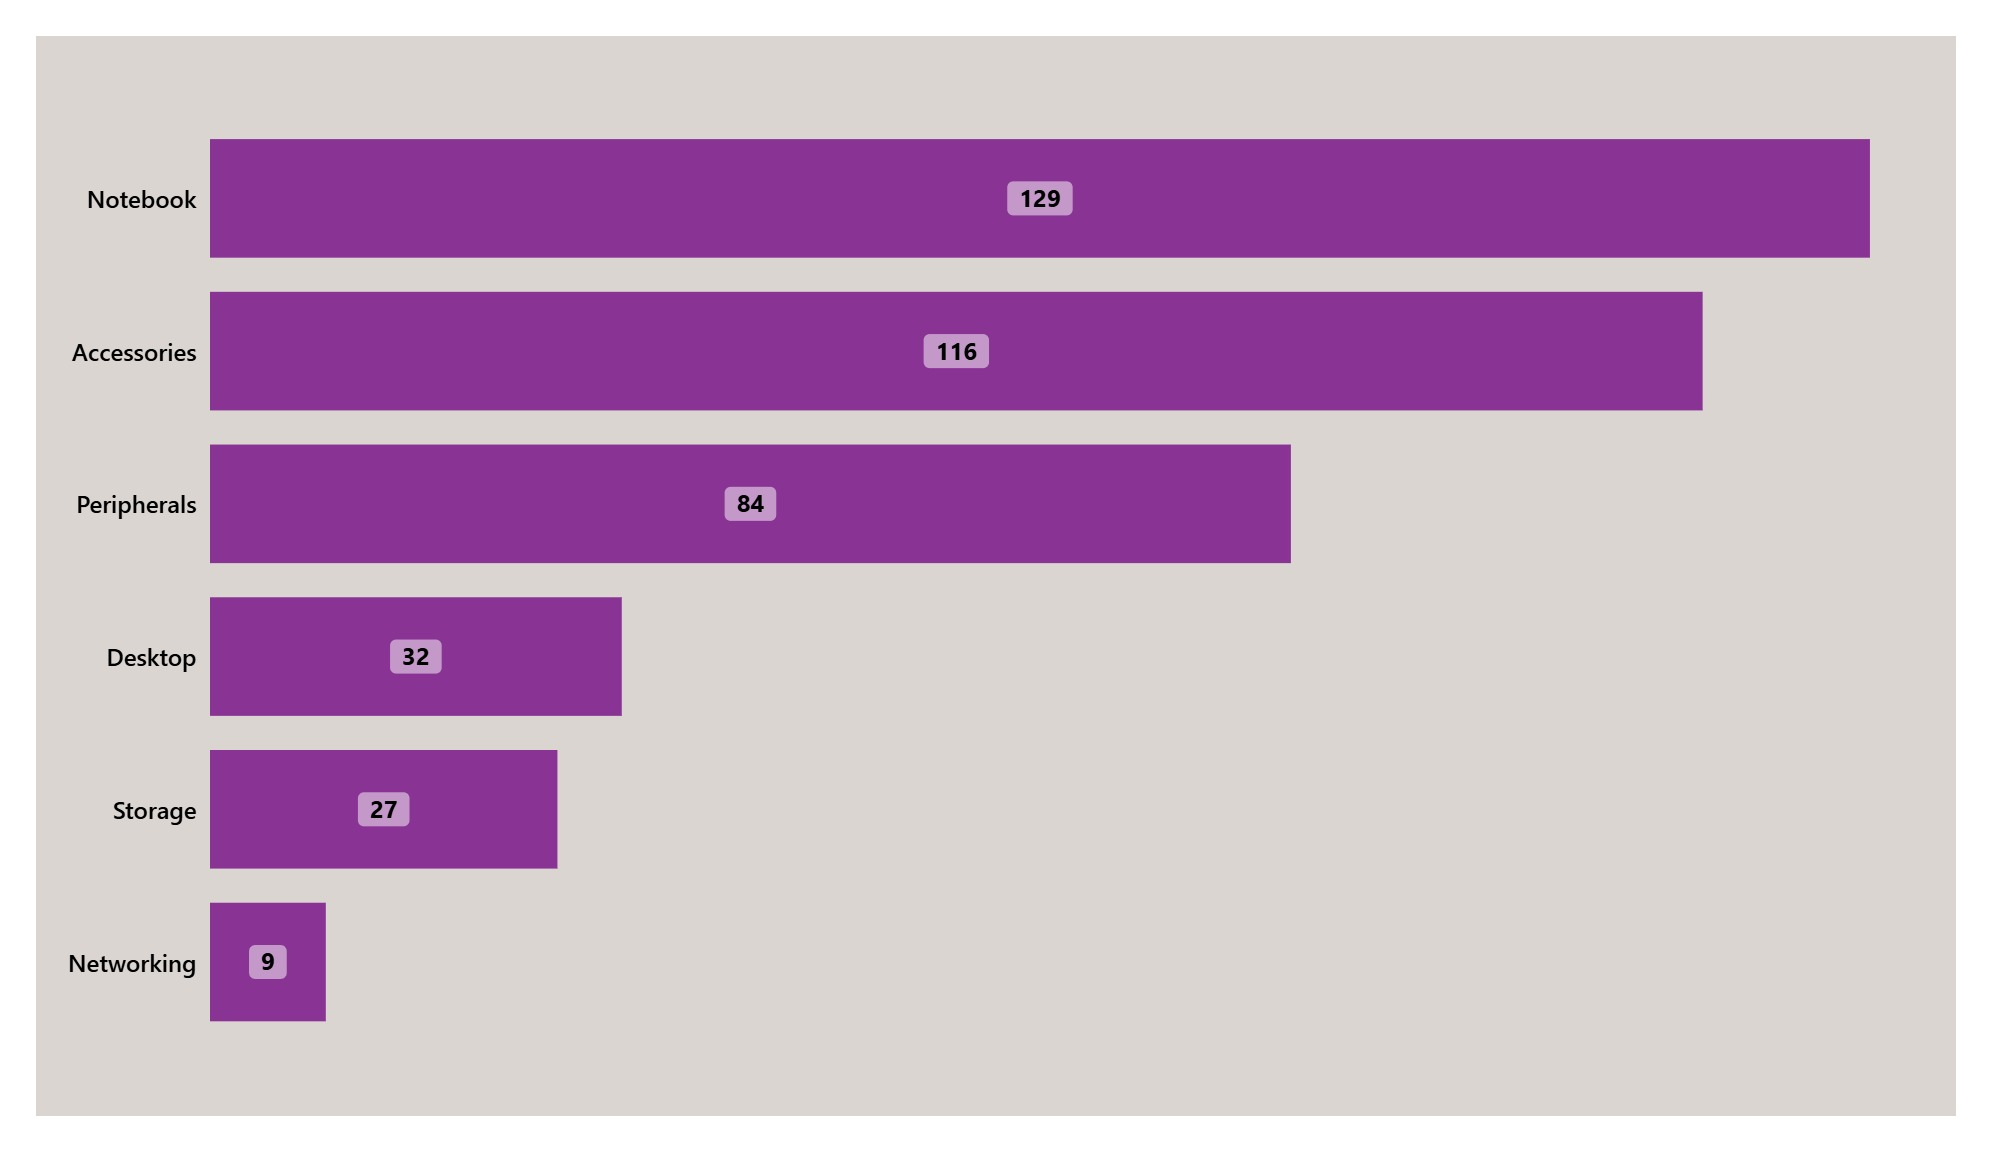 Notebook 129
Accessories 116
Peripherals 84
Desktop 32
Storage 27
Networking 9